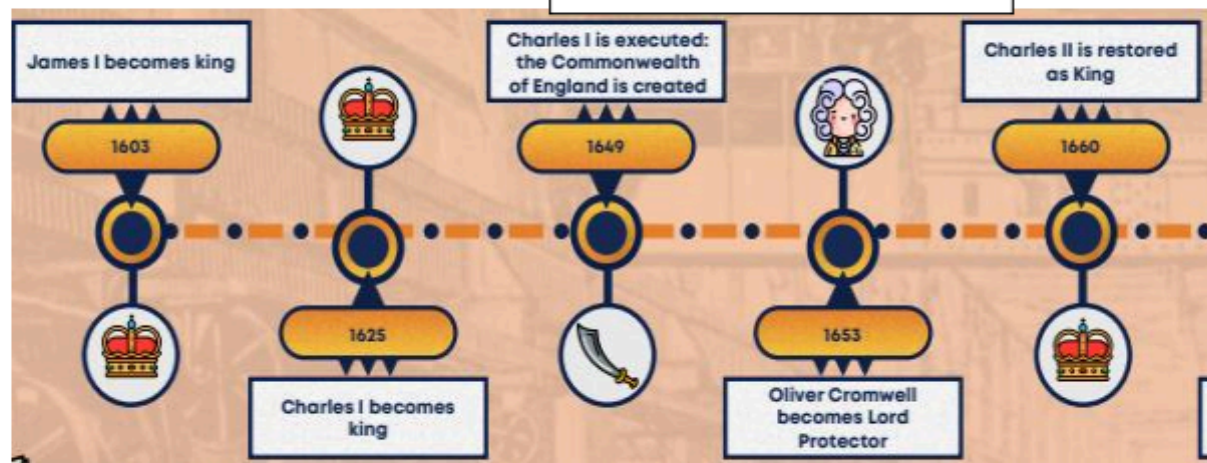 James I becomes king
1603
1625
Charles I becomes
king
Charles I is executed:
the Commonwealth
of England is created
1649
1653
Oliver Cromwell
becomes Lord
Protector
Charles II is restored
as King
1660